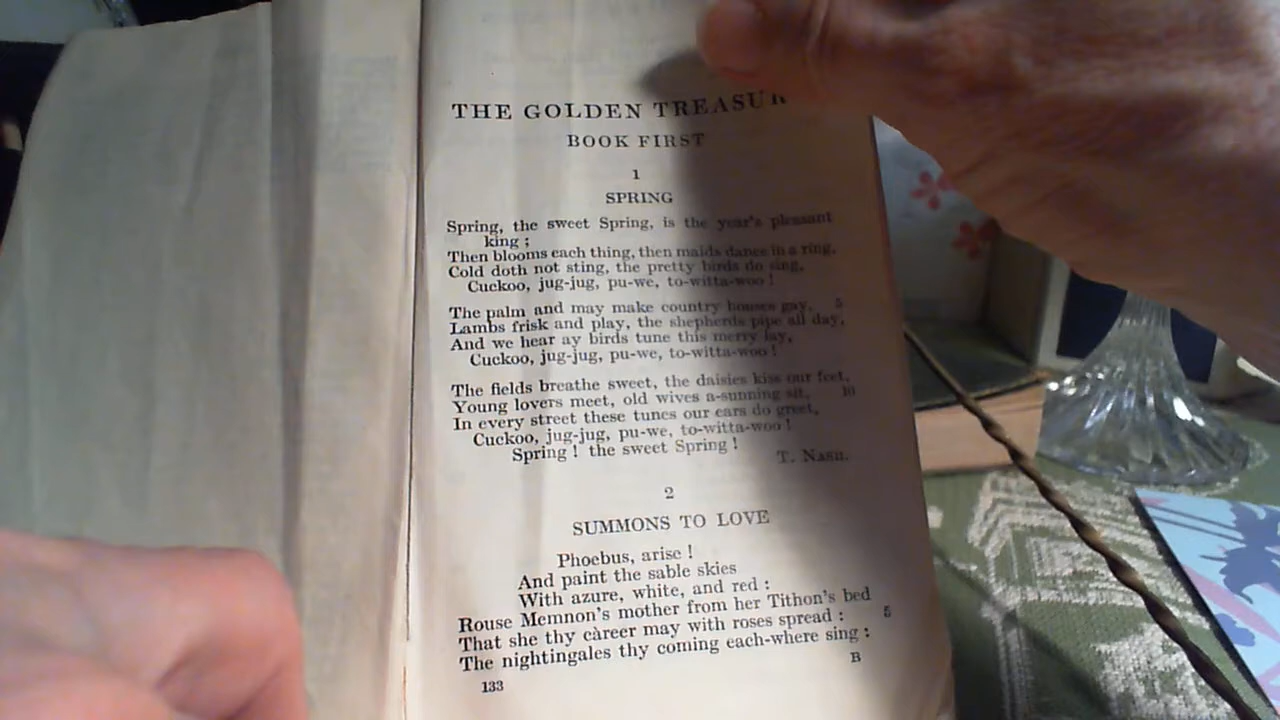 THE GOLDEN TREASUR
BOOK FIRST
1
SPRING
Spring, the sweet Spring, is the year's pleasant
king ;
Then blooms each thing, then maids dance in a ring,
Cold doth not sting, the pretty birds do sing,
Cuckoo, jug-jug, pu-we, to-witta-woo !
The palm and may make country houses gay, 5
Lambs frisk and play, the shepherds pipe all day,
And we hear ay birds tune this merry lay,
Cuckoo, jug-jug, pu-we, to-witta-woo !
The fields breathe sweet, the daisies kiss our feet,
Young lovers meet, old wives a-sunning sit, 10
In every street these tunes our ears do greet,
Cuckoo, jug-jug, pu-we, to-witta-woo !
Spring ! the sweet Spring !
T. Nash.
2
SUMMONS TO LOVE
Phoebus, arise !
And paint the sable skies
With azure, white, and red :
Rouse Memnon's mother from her Tithon's bed
That she thy càreer may with roses spread : 5
The nightingales thy coming each-where sing :
133 B